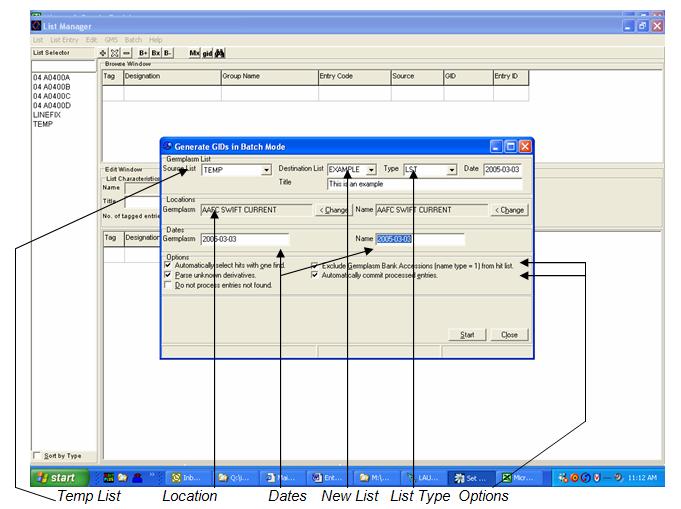 List Manager
List List Entry Edit GMS Batch Help
List Selector B+ Bx B- Mx gid
Browse Window
Tag Designation Group Name Entry Code Source GID Entry ID
04 A0400A
04 A0400B
04 A0400C
04 A0400D
LINEFIX
TEMP
Generate GIDs in Batch Mode
Germplasm List
Source List TEMP Destination List EXAMPLE Type LST Date 2005-03-03
Title This is an example
Locations
Germplasm AAFC SWIFT CURRENT < Change Name AAFC SWIFT CURRENT < Change
Dates
Germplasm 2005-03-03 Name 2005-03-03
Options
Automatically select hits with one find. Exclude Germplasm Bank Accessions (name type = 1) from hit list.
Parse unknown derivatives. Automatically commit processed entries.
Do not process entries not found.
Start Close
Edit Window
List Characteristics
Name
Title
No. of tagged entrie
Tag Designation
Sort by Type
start Inb... Q:\j... Mai... Ent... M:\... LAU... Set ... Micr... 11:12 AM
Temp List Location Dates New List List Type Options